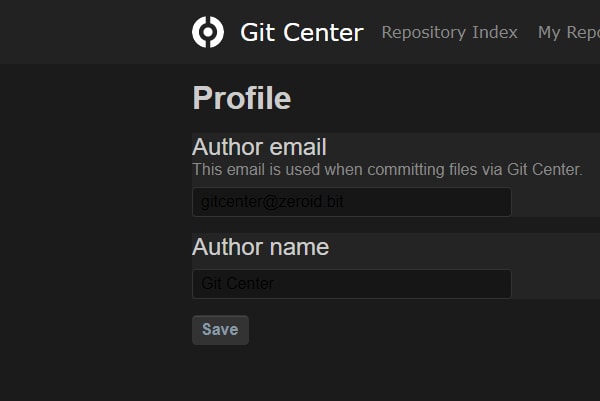 Git Center Repository Index My Repo
Profile
Author email
This email is used when committing files via Git Center.
gitcenter@zeroid.bit
Author name
Git Center
Save